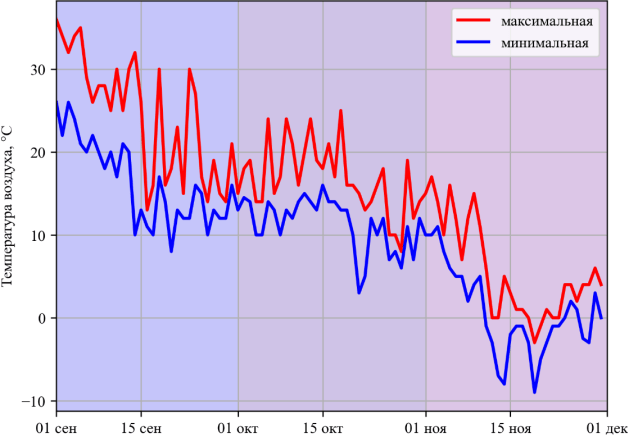 максимальная
минимальная
Температура воздуха, °C
30
20
10
0
−10
01 сен
15 сен
01 окт
15 окт
01 ноя
15 ноя
01 дек